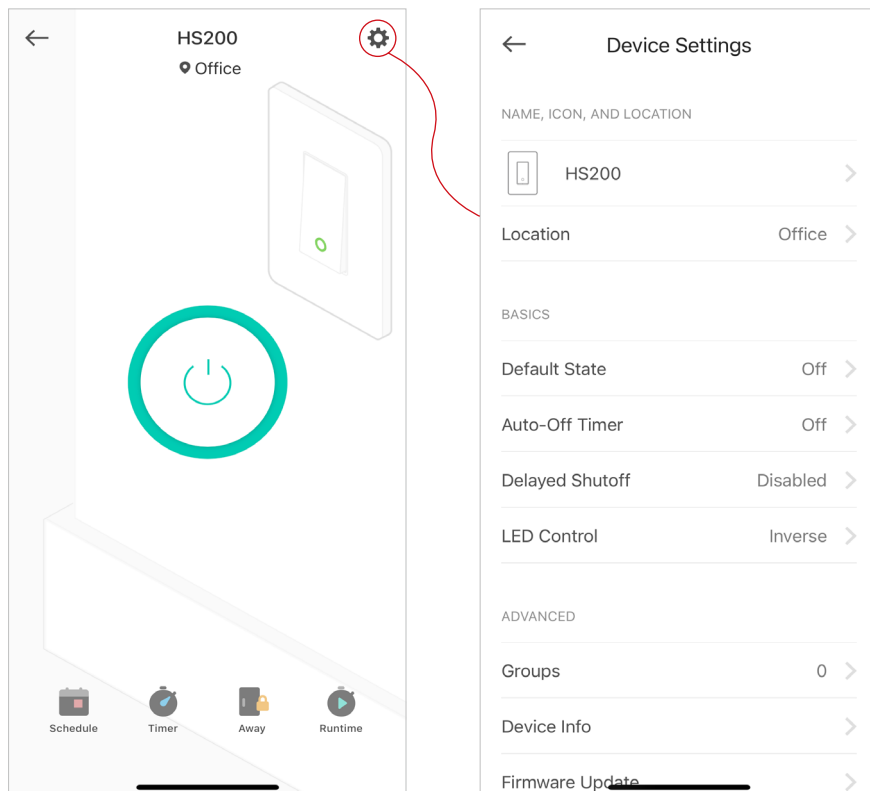 HS200
Office
Schedule
Timer
Away
Runtime
Device Settings
NAME, ICON, AND LOCATION
HS200
Location Office
BASICS
Default State Off
Auto-Off Timer Off
Delayed Shutoff Disabled
LED Control Inverse
ADVANCED
Groups 0
Device Info
Firmware Update